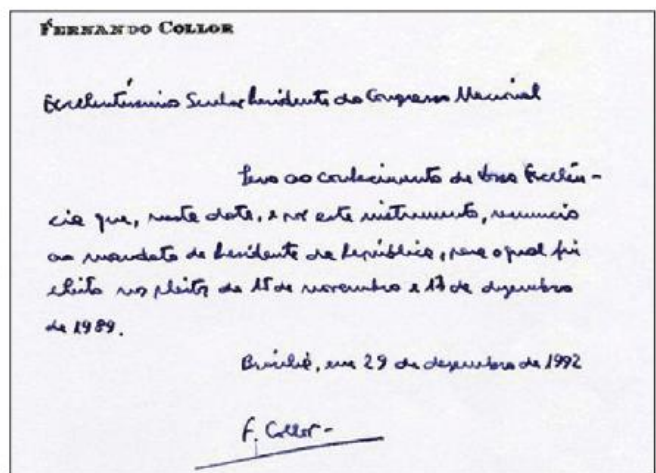 FERNANDO COLLOR
Excelentíssimo Senhor Presidente do Congresso Nacional
Levo ao conhecimento de Vossa Excelên-
cia que, nesta data, e por este instrumento, renuncio
ao mandato de Presidente da República, para o qual fui
eleito nos pleitos de 15 de novembro e 17 de dezembro
de 1989.
Brasília, em 29 de dezembro de 1992
F. Collor-